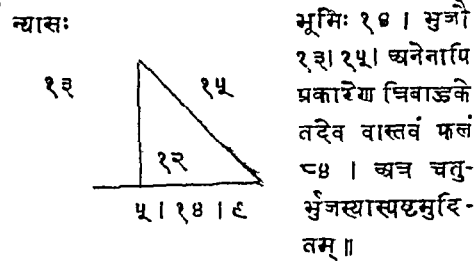 न्यासः
१३
१५
१२
५ । १४ । ९
भूमिः १४ । भुजौ
१३। १५। अनेनापि
प्रकारेण त्रिबाहुके
तदेव वास्तवं फलं
८४ । अत्र चतु-
र्भुजस्यास्पष्टमुदि-
तम् ॥